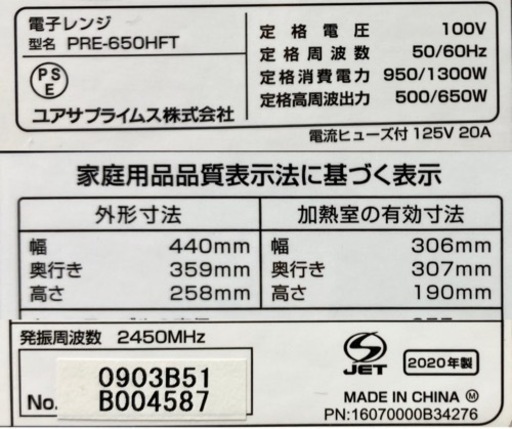 電子レンジ
型名 PRE-650HFT
PS
E
ユアサプライムス株式会社
定格電圧 100V
定格周波数 50/60Hz
定格消費電力 950/1300W
定格高周波出力 500/650W
電流ヒューズ付 125V 20A
家庭用品品質表示法に基づく表示
外形寸法
幅 440mm
奥行き 359mm
高さ 258mm
加熱室の有効寸法
幅 306mm
奥行き 307mm
高さ 190mm
発振周波数 2450MHz
0903B51
No. B004587
S
JET
2020年製
MADE IN CHINA Ⓜ
PN:16070000B34276